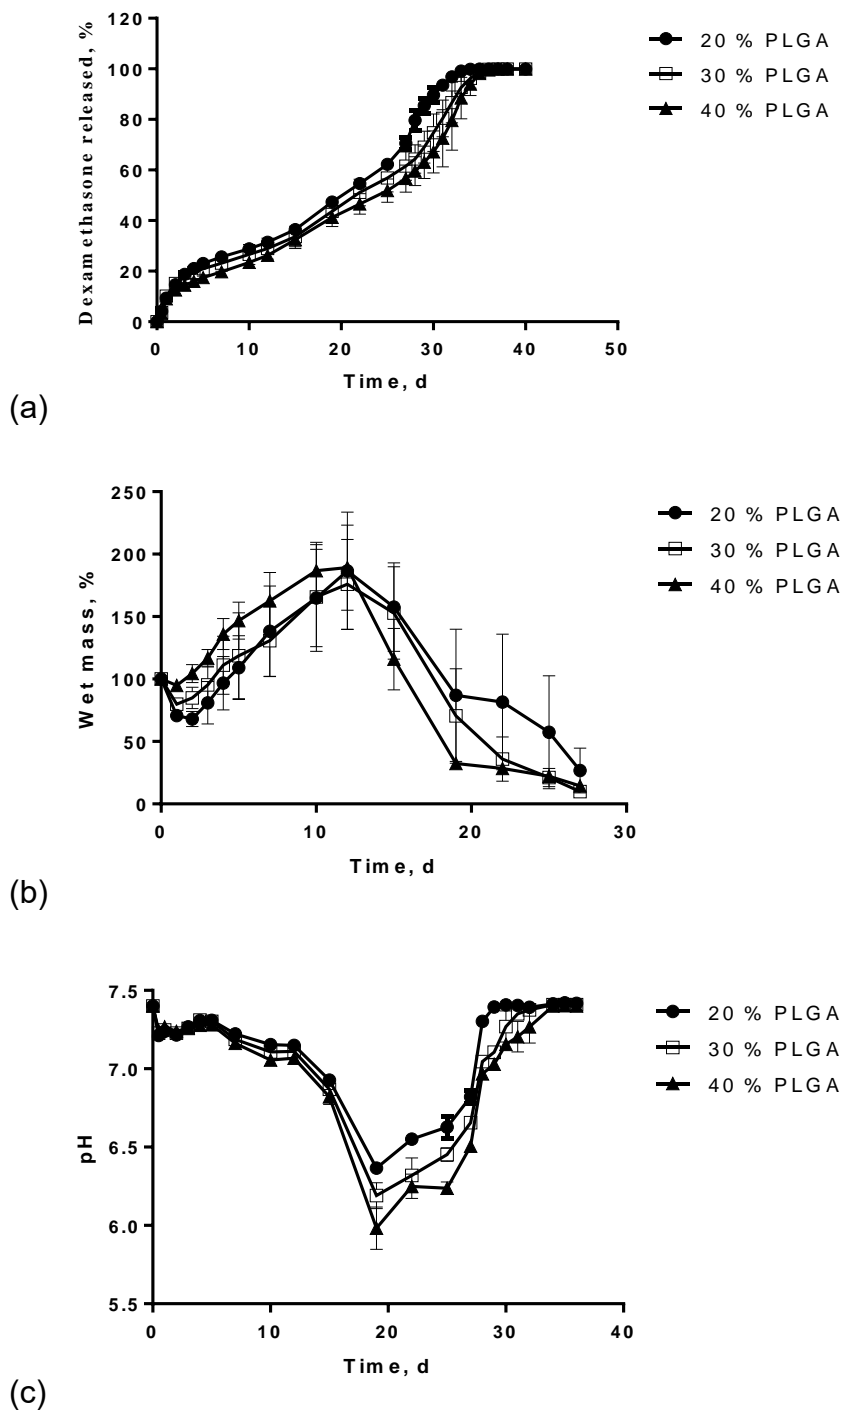 120
100
80
60
40
20
0
Dexamethasone released, %
0 10 20 30 40 50
Time, d
20 % PLGA
30 % PLGA
40 % PLGA
(a)
250
200
150
100
50
0
Wet mass, %
0 10 20 30
Time, d
20 % PLGA
30 % PLGA
40 % PLGA
(b)
7.5
7.0
6.5
6.0
5.5
pH
0 10 20 30 40
Time, d
20 % PLGA
30 % PLGA
40 % PLGA
(c)